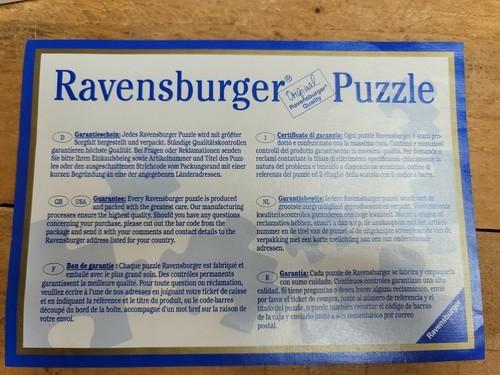 Ravensburger® Puzzle
Original
Ravensburger®
Quality
D Garantieschein: Jedes Ravensburger Puzzle wird mit größter
Sorgfalt hergestellt und verpackt. Ständige Qualitätskontrollen
garantieren höchste Qualität. Bei Fragen oder Reklamationen senden
Sie bitte Ihren Einkaufsbeleg sowie Artikelnummer und Titel des Puzz-
les oder den ausgeschnittenen Strichcode vom Packungsrand mit einer
kurzen Begründung an eine der angegebenen Länderadressen.
GB USA Guarantee: Every Ravensburger puzzle is produced
and packed with the greatest care. Our manufacturing
processes ensure the highest quality. Should you have any questions
concerning your purchase, please cut out the bar code from the
package and send it with your comments and contact details to the
Ravensburger address listed for your country.
F Bon de garantie : Chaque puzzle Ravensburger est fabriqué et
emballé avec le plus grand soin. Des contrôles permanents
garantissent la meilleure qualité. Pour toute question ou réclamation,
veuillez écrire à l'une de nos adresses en joignant votre ticket de caisse
et en indiquant la référence et le titre du produit, ou le code-barres
découpé du bord de la boîte, accompagné d'un mot bref sur la raison de
votre envoi.
I Certificato di garanzia: Ogni puzzle Ravensburger è stato pro-
dotto e confezionato con la massima cura. Continui e minuziosi
controlli del prodotto garantiscono la massima qualità. Per domande o
reclami contattare la filiale di riferimento specificando chiaramente la
natura del problema e tenendo a disposizione scontrino, codice di
referenza del puzzle ed il ritaglio della scatola con il codice a barre.
NL Garantiebewijs: Iedere Ravensburger puzzel wordt met de
grootste zorgvuldigheid geproduceerd en verpakt. Permanente
kwaliteitscontroles garanderen een hoge kwaliteit. Mocht u vragen of
reclamaties hebben, stuurt u dan s.v.p. de aankoopbon met het artikel-
nummer en de titel van de puzzel of de uitgeknipte streepjescode van de
verpakking met een korte toelichting aan een van onderstaande
adressen.
E Garantía: Cada puzzle de Ravensburger se fabrica y empaqueta
con sumo cuidado. Continuos controles garantizan una alta
calidad. Si tiene preguntas o desea hacer alguna reclamación, envíe
por favor el ticket de compra, junto al número de referencia y el
título del puzzle, o puede también recortar el código de barras
de la caja y enviarlo junto a sus comentarios por correo
postal.
Ravensburger